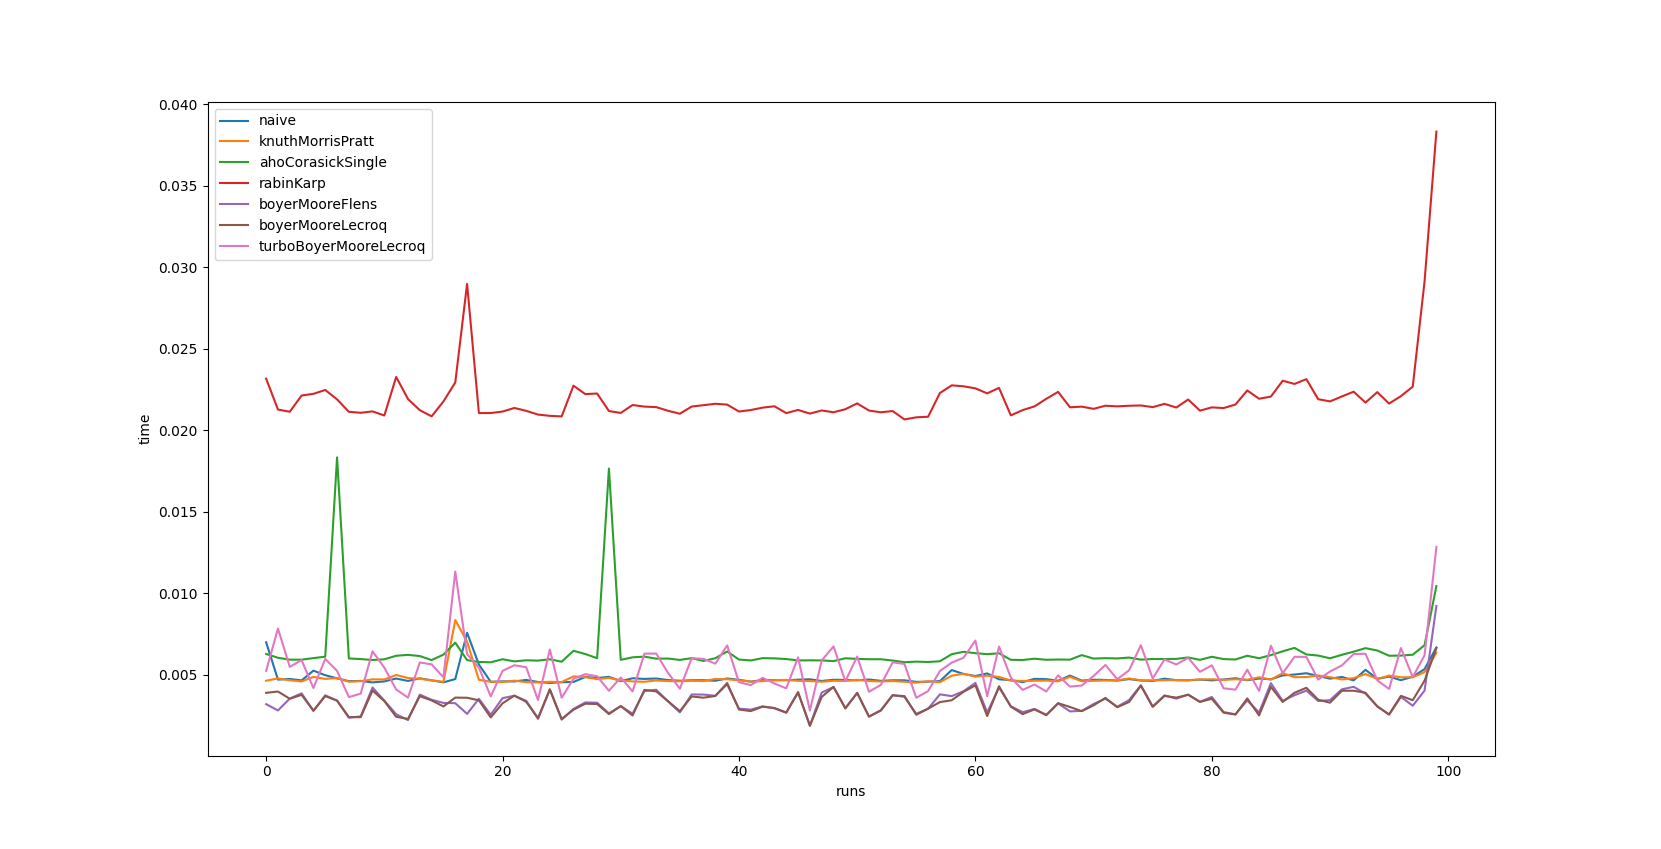 0.040
0.035
0.030
0.025
0.020
0.015
0.010
0.005
time
naive
knuthMorrisPratt
ahoCorasickSingle
rabinKarp
boyerMooreFlens
boyerMooreLecroq
turboBoyerMooreLecroq
0 20 40 60 80 100
runs